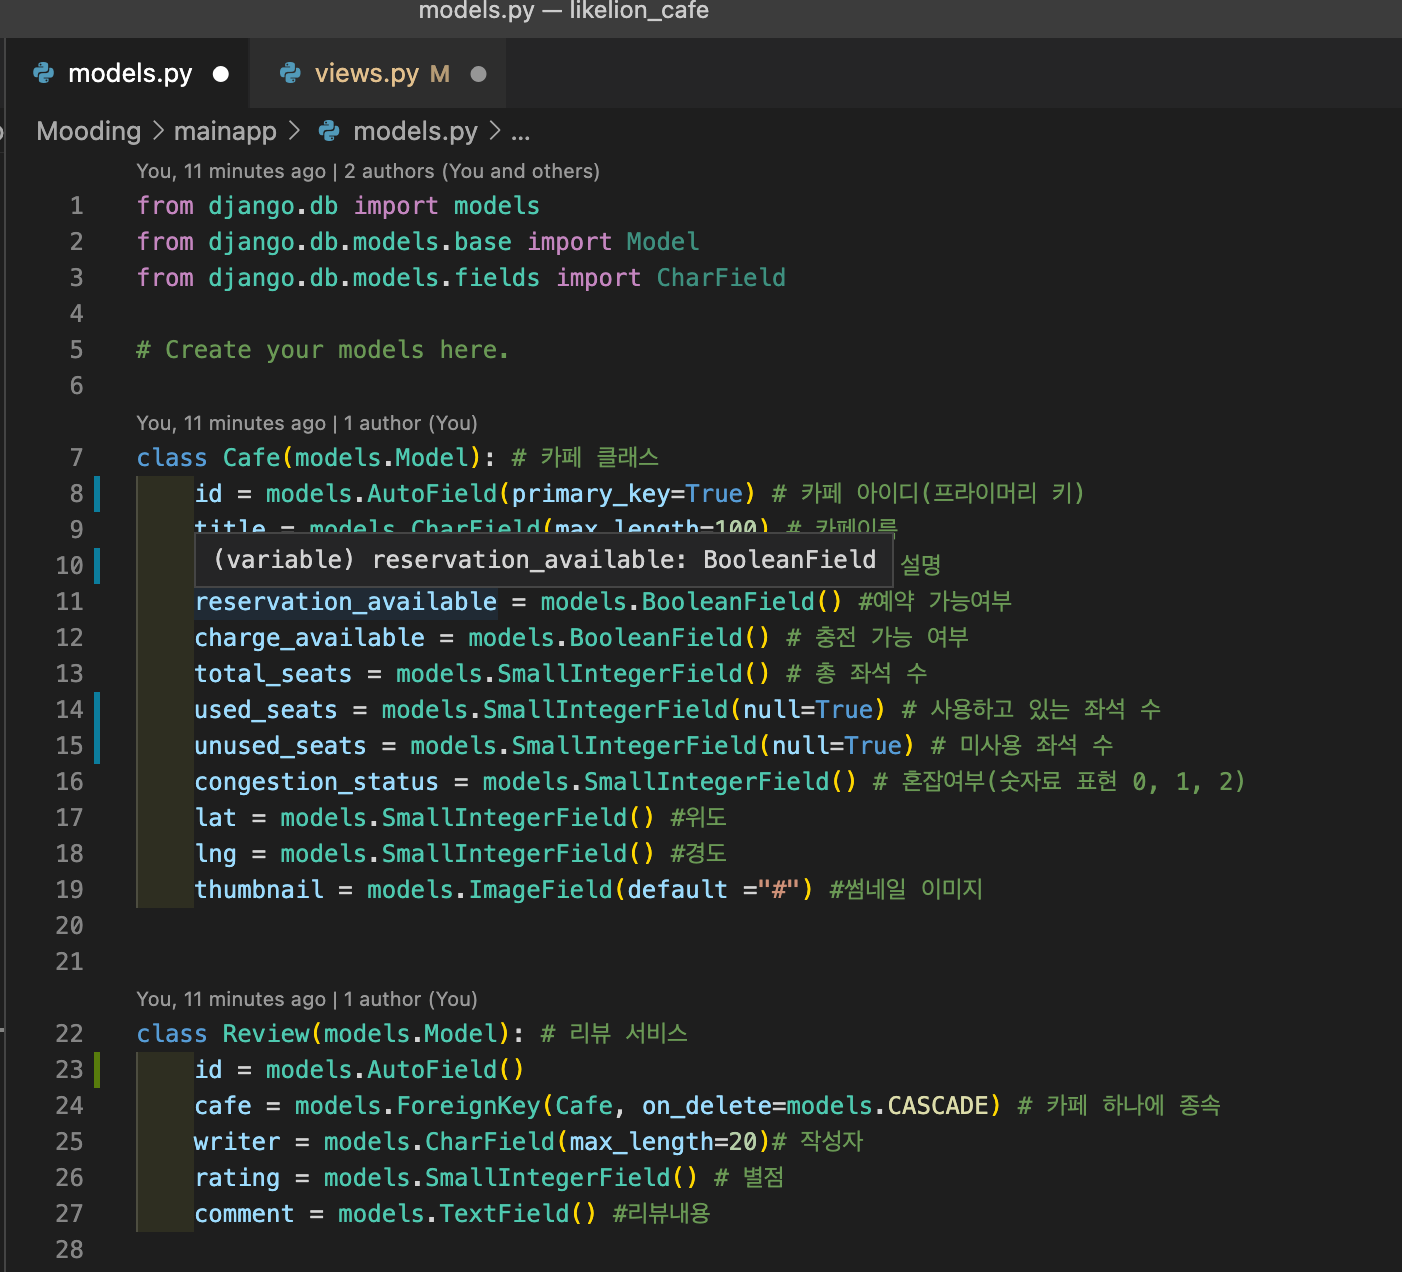 models.py — likelion_cafe
models.py ● views.py M ●
Mooding > mainapp > models.py > ...
You, 11 minutes ago | 2 authors (You and others)
1 from django.db import models
2 from django.db.models.base import Model
3 from django.db.models.fields import CharField
4
5 # Create your models here.
6
You, 11 minutes ago | 1 author (You)
7 class Cafe(models.Model): # 카페 클래스
8 id = models.AutoField(primary_key=True) # 카페 아이디(프라이머리 키)
9 title = models.CharField(max_length=100) # 카페이름
(variable) reservation_available: BooleanField
10 설명
11 reservation_available = models.BooleanField() #예약 가능여부
12 charge_available = models.BooleanField() # 충전 가능 여부
13 total_seats = models.SmallIntegerField() # 총 좌석 수
14 used_seats = models.SmallIntegerField(null=True) # 사용하고 있는 좌석 수
15 unused_seats = models.SmallIntegerField(null=True) # 미사용 좌석 수
16 congestion_status = models.SmallIntegerField() # 혼잡여부(숫자료 표현 0, 1, 2)
17 lat = models.SmallIntegerField() #위도
18 lng = models.SmallIntegerField() #경도
19 thumbnail = models.ImageField(default ="#") #썸네일 이미지
20
21
You, 11 minutes ago | 1 author (You)
22 class Review(models.Model): # 리뷰 서비스
23 id = models.AutoField()
24 cafe = models.ForeignKey(Cafe, on_delete=models.CASCADE) # 카페 하나에 종속
25 writer = models.CharField(max_length=20)# 작성자
26 rating = models.SmallIntegerField() # 별점
27 comment = models.TextField() #리뷰내용
28